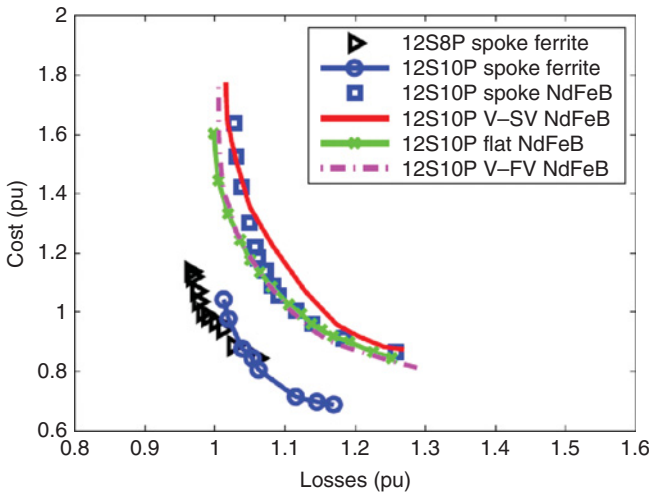 2
1.8
1.6
1.4
1.2
1
0.8
0.6
Cost (pu)
12S8P spoke ferrite
12S10P spoke ferrite
12S10P spoke NdFeB
12S10P V–SV NdFeB
12S10P flat NdFeB
12S10P V–FV NdFeB
0.8 0.9 1 1.1 1.2 1.3 1.4 1.5 1.6
Losses (pu)